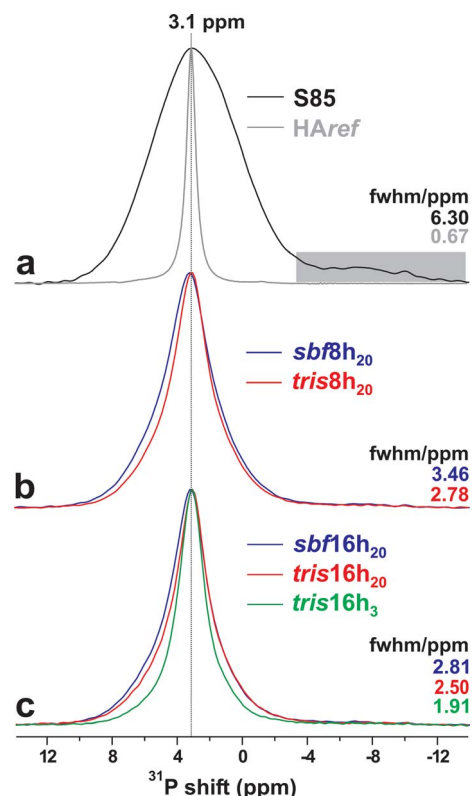 3.1 ppm
S85
HAref
fwhm/ppm
6.30
0.67
a
sbf8h20
tris8h20
fwhm/ppm
3.46
2.78
b
sbf16h20
tris16h20
tris16h3
fwhm/ppm
2.81
2.50
1.91
c
12 8 4 0 -4 -8 -12
31P shift (ppm)